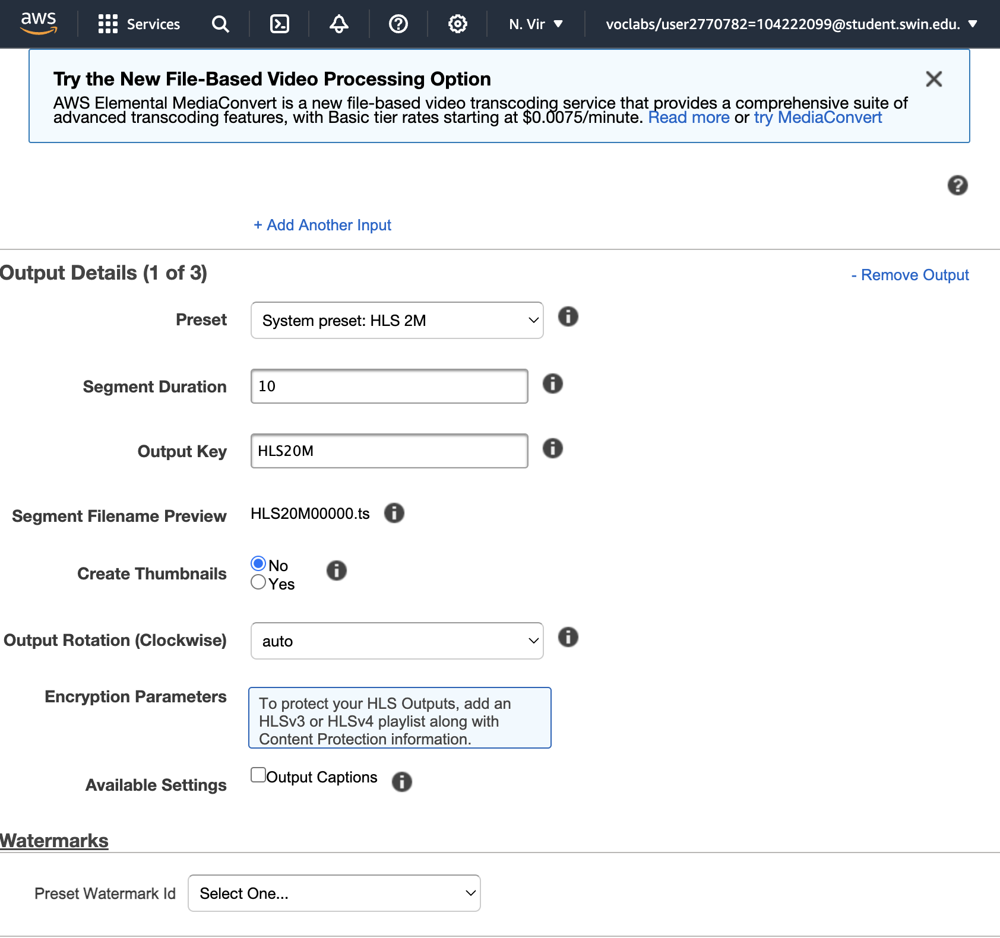 aws
Services
N. Vir
voclabs/user2770782=104222099@student.swin.edu.
Try the New File-Based Video Processing Option
AWS Elemental MediaConvert is a new file-based video transcoding service that provides a comprehensive suite of
advanced transcoding features, with Basic tier rates starting at $0.0075/minute. Read more or try MediaConvert
+ Add Another Input
Output Details (1 of 3)
- Remove Output
Preset
System preset: HLS 2M
Segment Duration
10
Output Key
HLS20M
Segment Filename Preview
HLS20M00000.ts
Create Thumbnails
No
Yes
Output Rotation (Clockwise)
auto
Encryption Parameters
To protect your HLS Outputs, add an
HLSv3 or HLSv4 playlist along with
Content Protection information.
Available Settings
Output Captions
Watermarks
Preset Watermark Id
Select One...